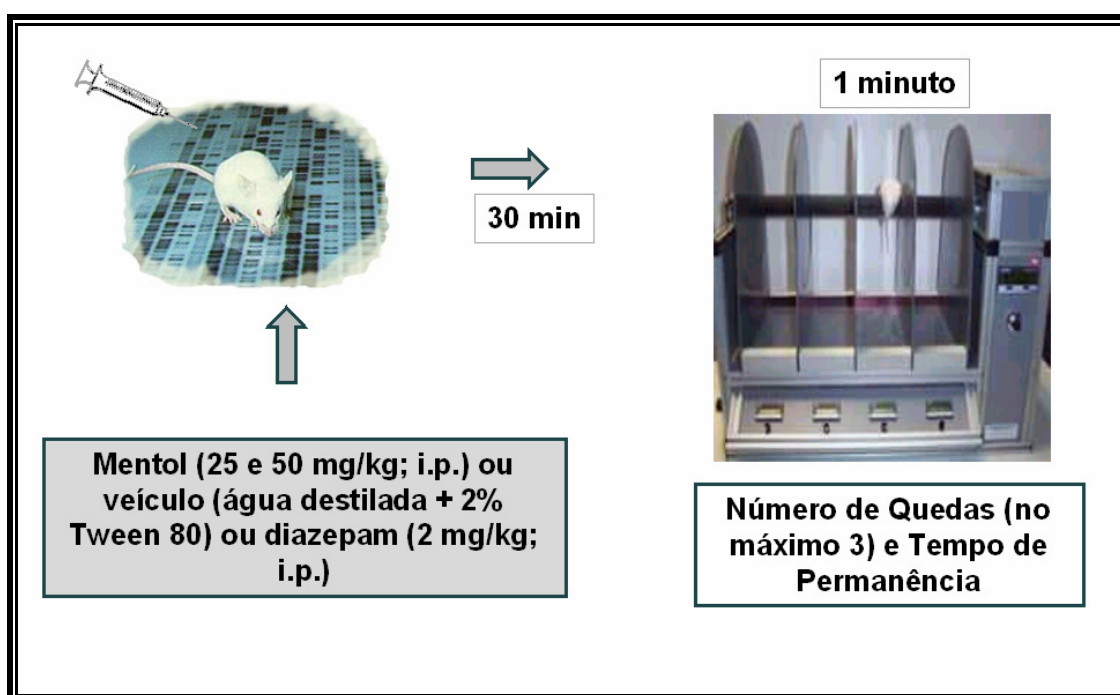 1 minuto
30 min
Mentol (25 e 50 mg/kg; i.p.) ou
veículo (água destilada + 2%
Tween 80) ou diazepam (2 mg/kg;
i.p.)
Número de Quedas (no
máximo 3) e Tempo de
Permanência